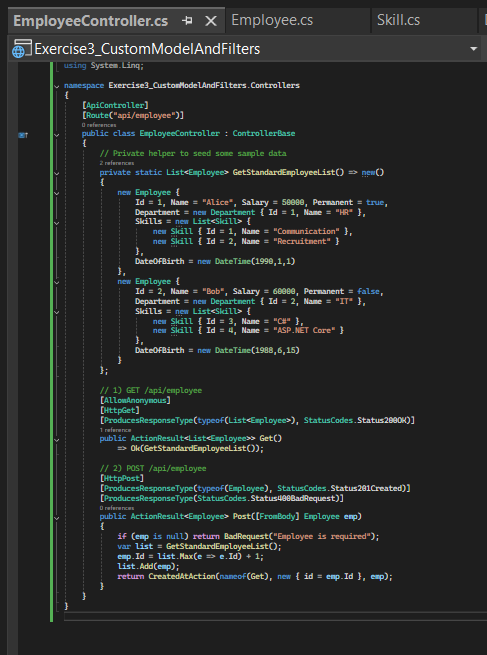 EmployeeController.cs
Employee.cs
Skill.cs
Exercise3_CustomModelAndFilters
using System.Linq;
namespace Exercise3_CustomModelAndFilters.Controllers
{
[ApiController]
[Route("api/employee")]
0 references
public class EmployeeController : ControllerBase
{
// Private helper to seed some sample data
2 references
private static List<Employee> GetStandardEmployeeList() => new()
{
new Employee {
Id = 1, Name = "Alice", Salary = 50000, Permanent = true,
Department = new Department { Id = 1, Name = "HR" },
Skills = new List<Skill> {
new Skill { Id = 1, Name = "Communication" },
new Skill { Id = 2, Name = "Recruitment" }
},
DateOfBirth = new DateTime(1990,1,1)
},
new Employee {
Id = 2, Name = "Bob", Salary = 60000, Permanent = false,
Department = new Department { Id = 2, Name = "IT" },
Skills = new List<Skill> {
new Skill { Id = 3, Name = "C#" },
new Skill { Id = 4, Name = "ASP.NET Core" }
},
DateOfBirth = new DateTime(1988,6,15)
}
};
// 1) GET /api/employee
[AllowAnonymous]
[HttpGet]
[ProducesResponseType(typeof(List<Employee>), StatusCodes.Status200OK)]
1 reference
public ActionResult<List<Employee>> Get()
=> Ok(GetStandardEmployeeList());
// 2) POST /api/employee
[HttpPost]
[ProducesResponseType(typeof(Employee), StatusCodes.Status201Created)]
[ProducesResponseType(StatusCodes.Status400BadRequest)]
0 references
public ActionResult<Employee> Post([FromBody] Employee emp)
{
if (emp is null) return BadRequest("Employee is required");
var list = GetStandardEmployeeList();
emp.Id = list.Max(e => e.Id) + 1;
list.Add(emp);
return CreatedAtAction(nameof(Get), new { id = emp.Id }, emp);
}
}
}